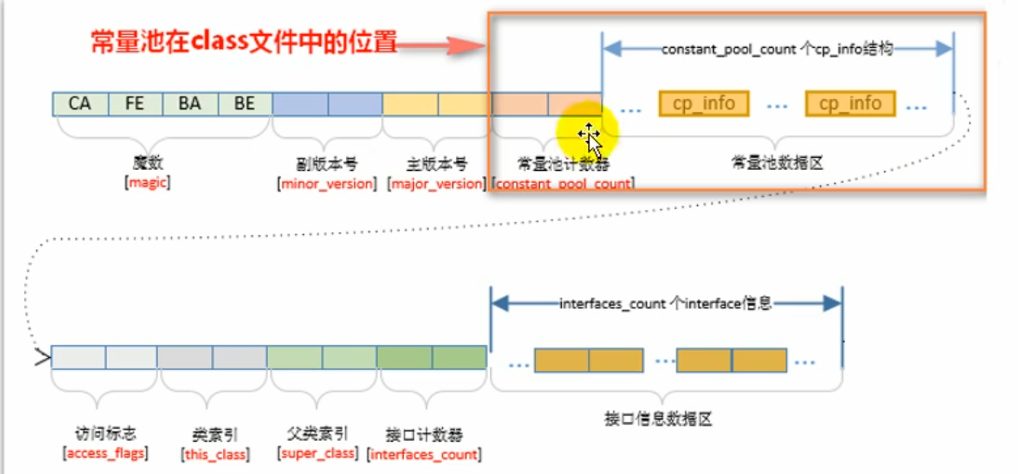 常量池在class文件中的位置
constant_pool_count 个cp_info结构
CA FE BA BE ... cp_info ... cp_info ...
魔数 副版本号 主版本号 常量池计数器 常量池数据区
[magic] [minor_version] [major_version] [constant_pool_count]
interfaces_count 个interface信息
... ... ...
访问标志 类索引 父类索引 接口计数器 接口信息数据区
[access_flags] [this_class] [super_class] [interfaces_count]